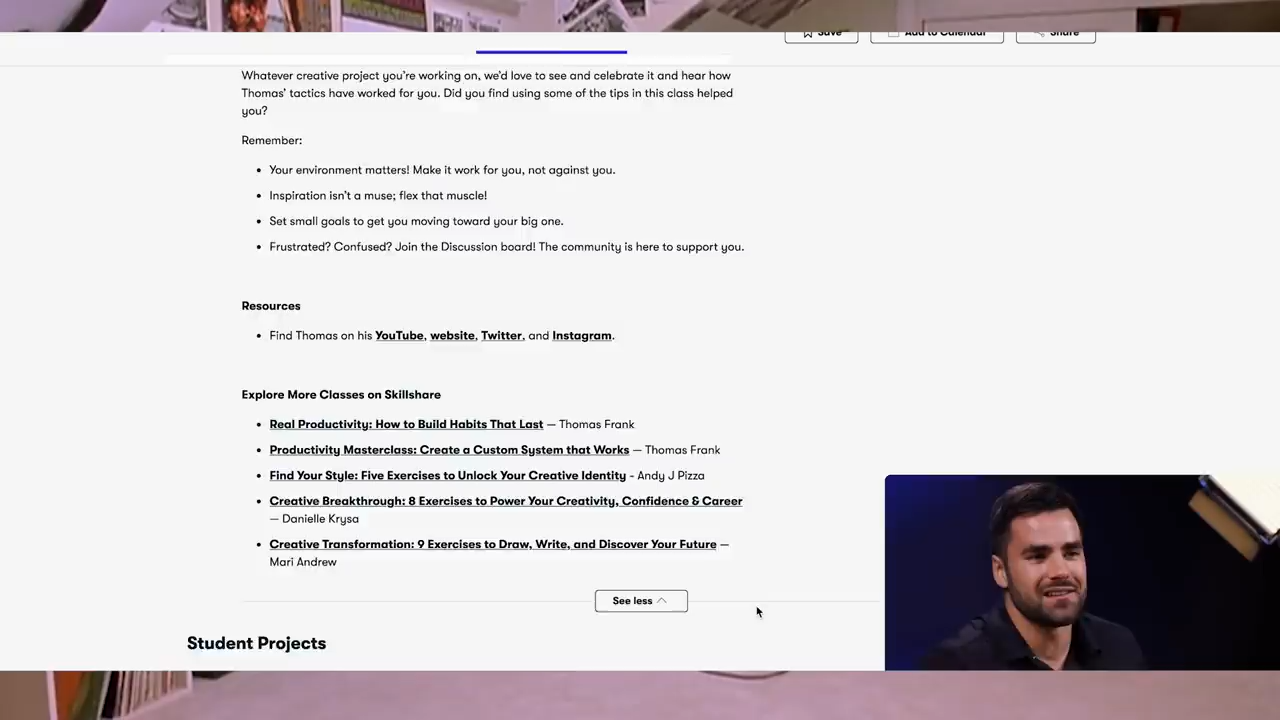 Save
Add to Calendar
Share
Whatever creative project you're working on, we'd love to see and celebrate it and hear how
Thomas' tactics have worked for you. Did you find using some of the tips in this class helped
you?
Remember:
• Your environment matters! Make it work for you, not against you.
• Inspiration isn't a muse; flex that muscle!
• Set small goals to get you moving toward your big one.
• Frustrated? Confused? Join the Discussion board! The community is here to support you.
Resources
• Find Thomas on his YouTube, website, Twitter, and Instagram.
Explore More Classes on Skillshare
• Real Productivity: How to Build Habits That Last — Thomas Frank
• Productivity Masterclass: Create a Custom System that Works — Thomas Frank
• Find Your Style: Five Exercises to Unlock Your Creative Identity - Andy J Pizza
• Creative Breakthrough: 8 Exercises to Power Your Creativity, Confidence & Career
— Danielle Krysa
• Creative Transformation: 9 Exercises to Draw, Write, and Discover Your Future —
Mari Andrew
See less
Student Projects